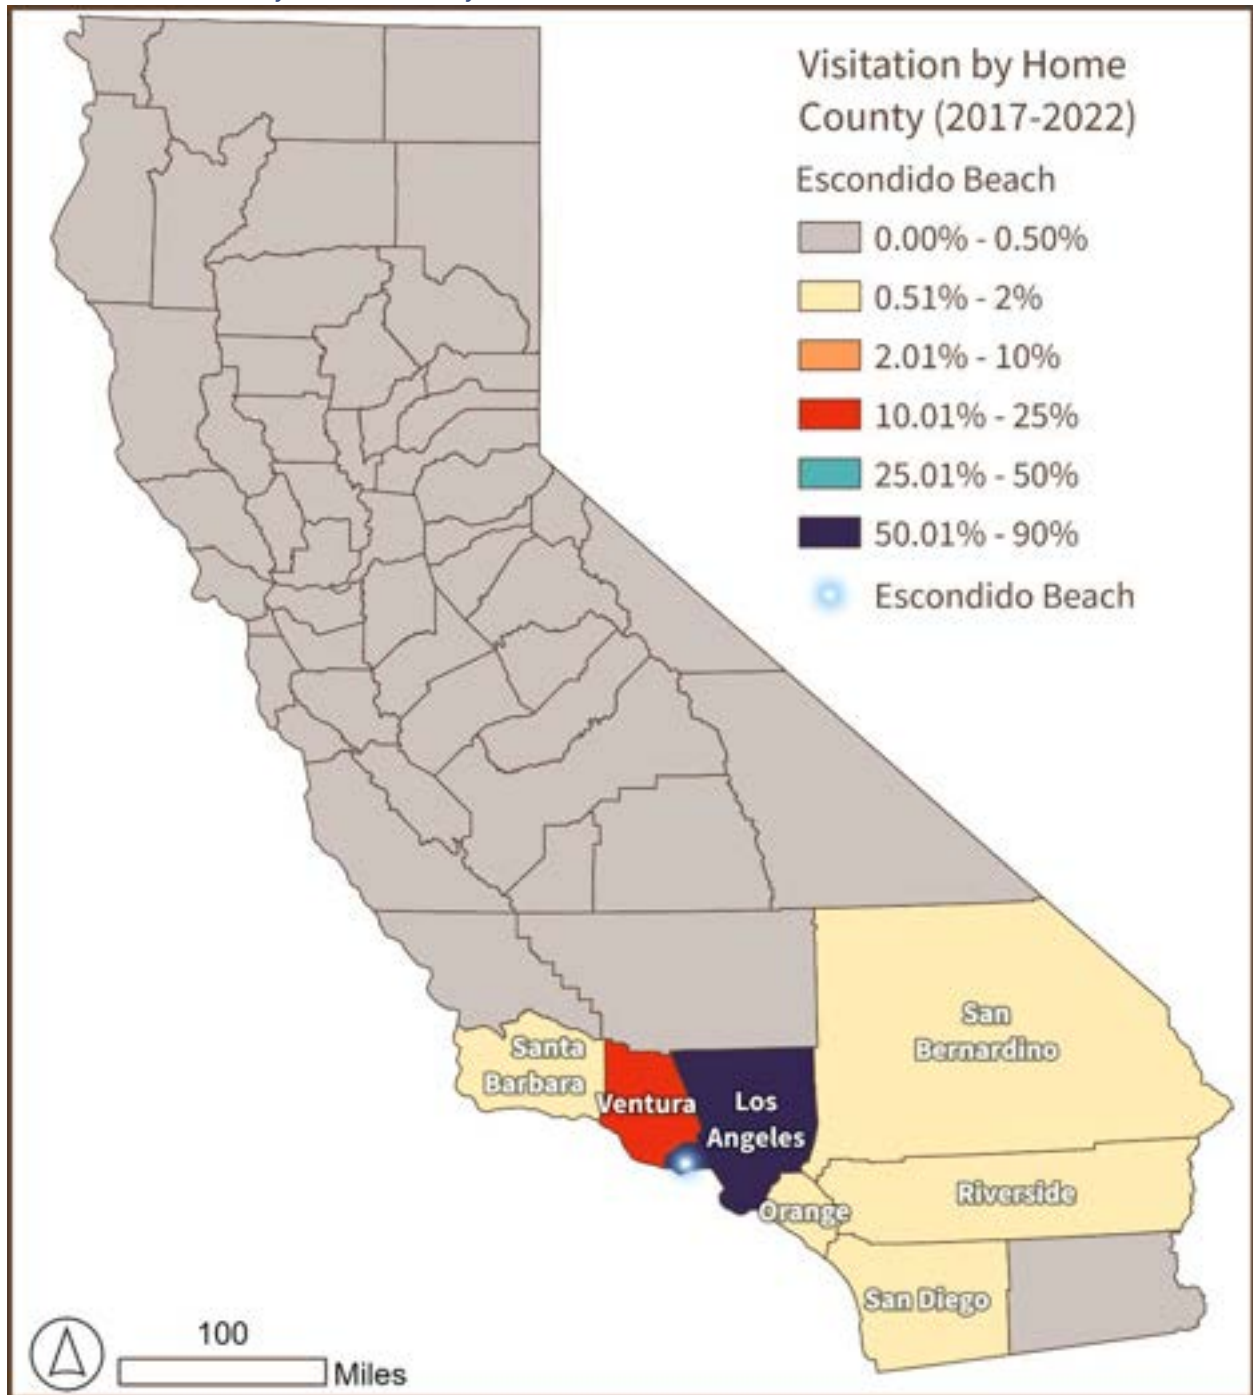 Visitation by Home
County (2017-2022)
Escondido Beach
0.00% - 0.50%
0.51% - 2%
2.01% - 10%
10.01% - 25%
25.01% - 50%
50.01% - 90%
Escondido Beach
San
Bernardino
Santa
Barbara
Ventura
Los
Angeles
Riverside
Orange
San Diego
100
Miles